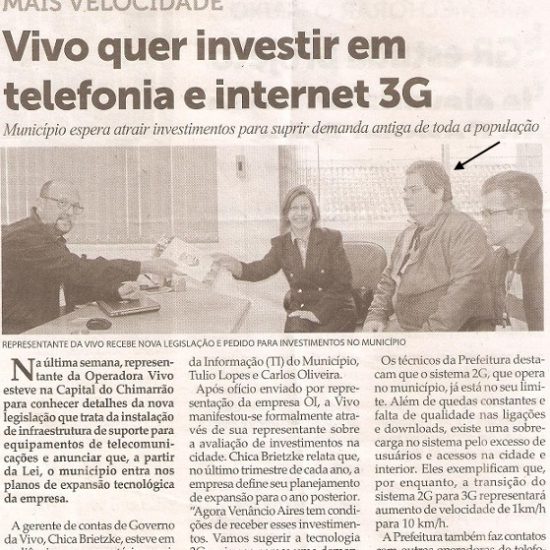 MAIS VELOCIDADE
Vivo quer investir em
telefonia e internet 3G
Município espera atrair investimentos para suprir demanda antiga de toda a população
REPRESENTANTE DA VIVO RECEBE NOVA LEGISLAÇÃO E PEDIDO PARA INVESTIMENTOS NO MUNICÍPIO
Na última semana, represen-
tante da Operadora Vivo
esteve na Capital do Chimarrão
para conhecer detalhes da nova
legislação que trata da instalação
de infraestrutura de suporte para
equipamentos de telecomuni-
cações e anunciar que, a partir
da Lei, o município entra nos
planos de expansão tecnológica
da empresa.
A gerente de contas de Governo
da Vivo, Chica Brietzke, esteve em
da Informação (TI) do Município,
Tulio Lopes e Carlos Oliveira.
Após ofício enviado por repre-
sentação da empresa OI, a Vivo
manifestou-se formalmente atra-
vés de sua representante sobre
a avaliação de investimentos na
cidade. Chica Brietzke relata que,
no último trimestre de cada ano, a
empresa define seu planejamento
de expansão para o ano posterior.
"Agora Venâncio Aires tem con-
dições de receber esses investimen-
tos. Vamos sugerir a tecnologia
Os técnicos da Prefeitura desta-
cam que o sistema 2G, que opera
no município, já está no seu limi-
te. Além de quedas constantes e
falta de qualidade nas ligações
e downloads, existe uma sobre-
carga no sistema pelo excesso de
usuários e acessos na cidade e
interior. Eles exemplificam que,
por enquanto, a transição do
sistema 2G para 3G representará
aumento de velocidade de 1km/h
para 10 km/h.
A Prefeitura também faz contatos